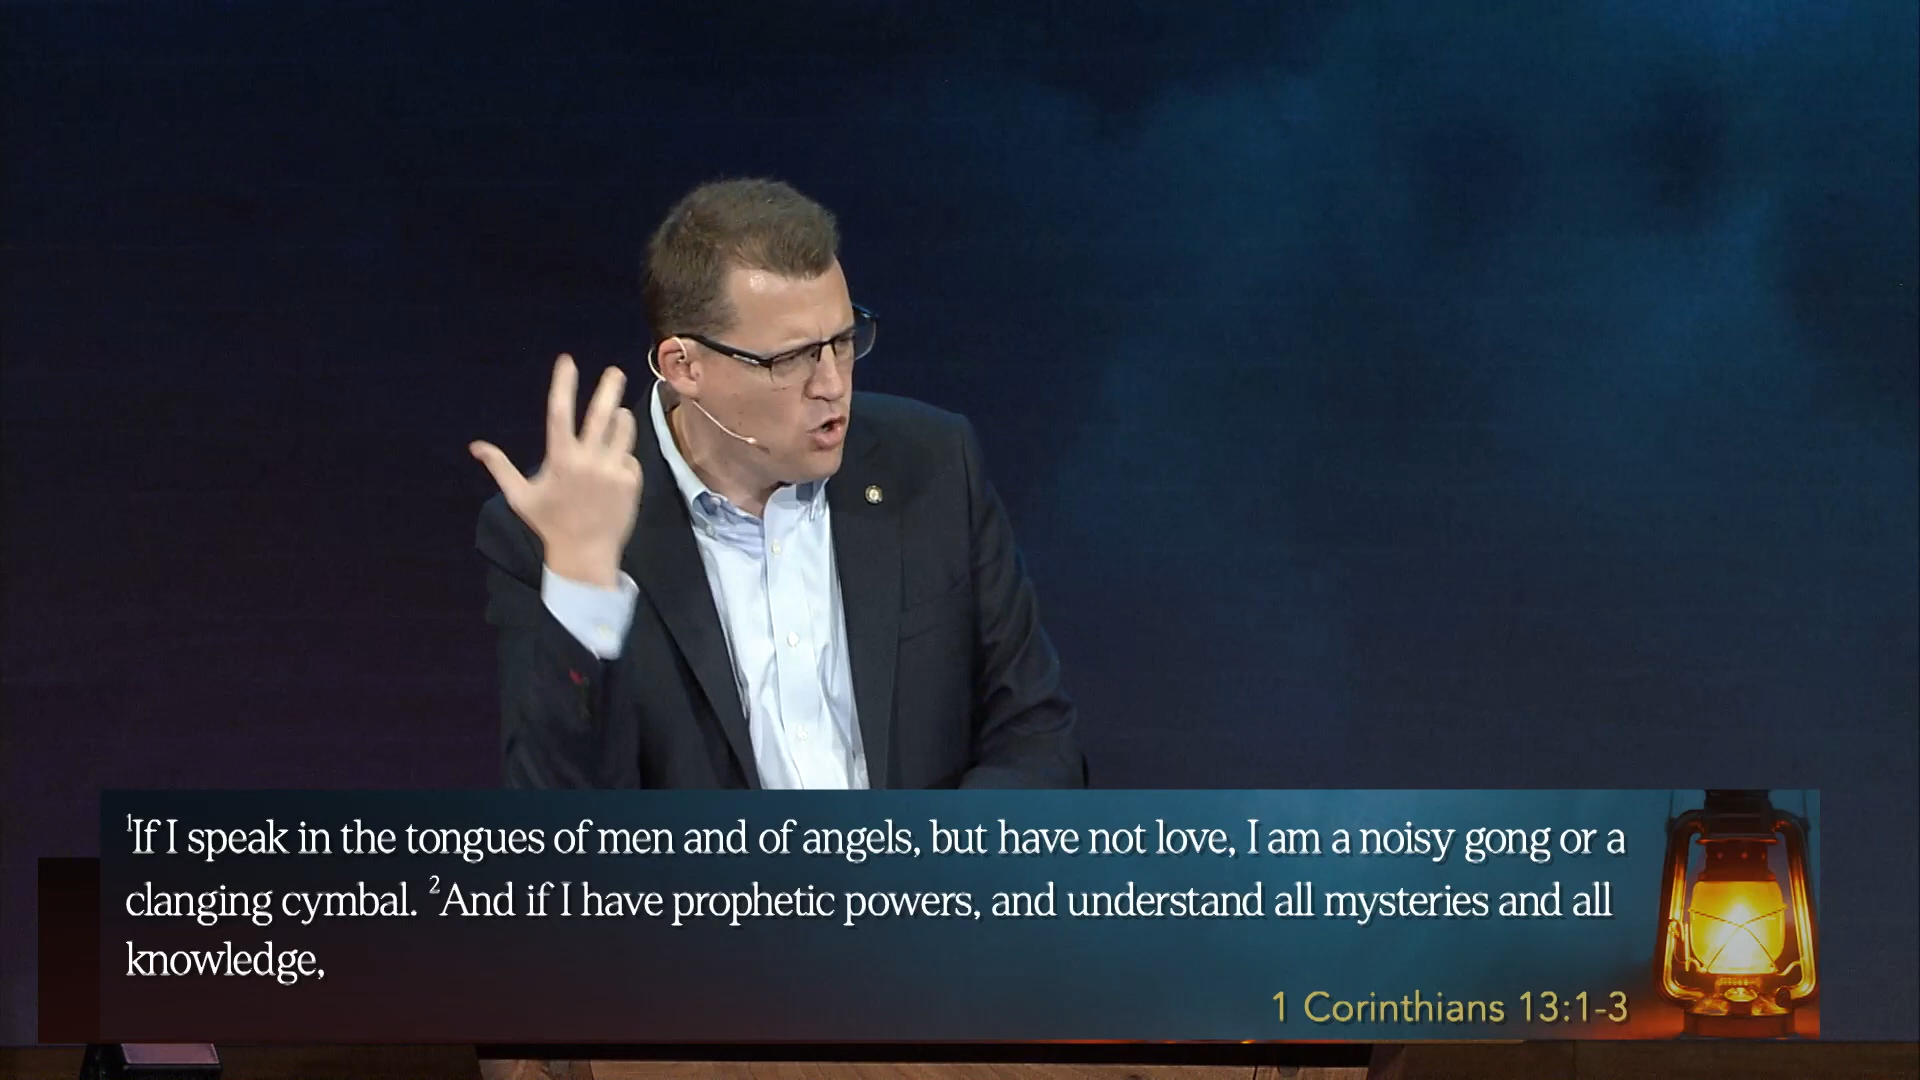 ¹If I speak in the tongues of men and of angels, but have not love, I am a noisy gong or a
clanging cymbal. ²And if I have prophetic powers, and understand all mysteries and all
knowledge,
1 Corinthians 13:1-3